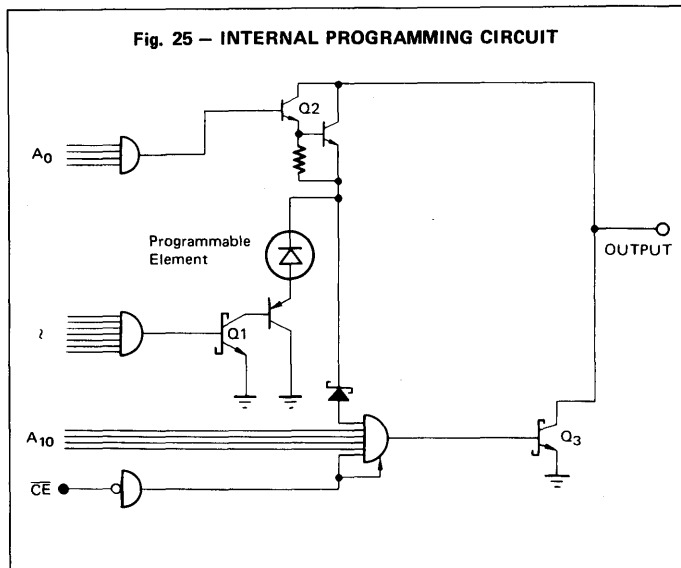 Fig. 25 – INTERNAL PROGRAMMING CIRCUIT
Q2
A0
OUTPUT
Programmable
Element
Q1
≀
A10
Q3
CE